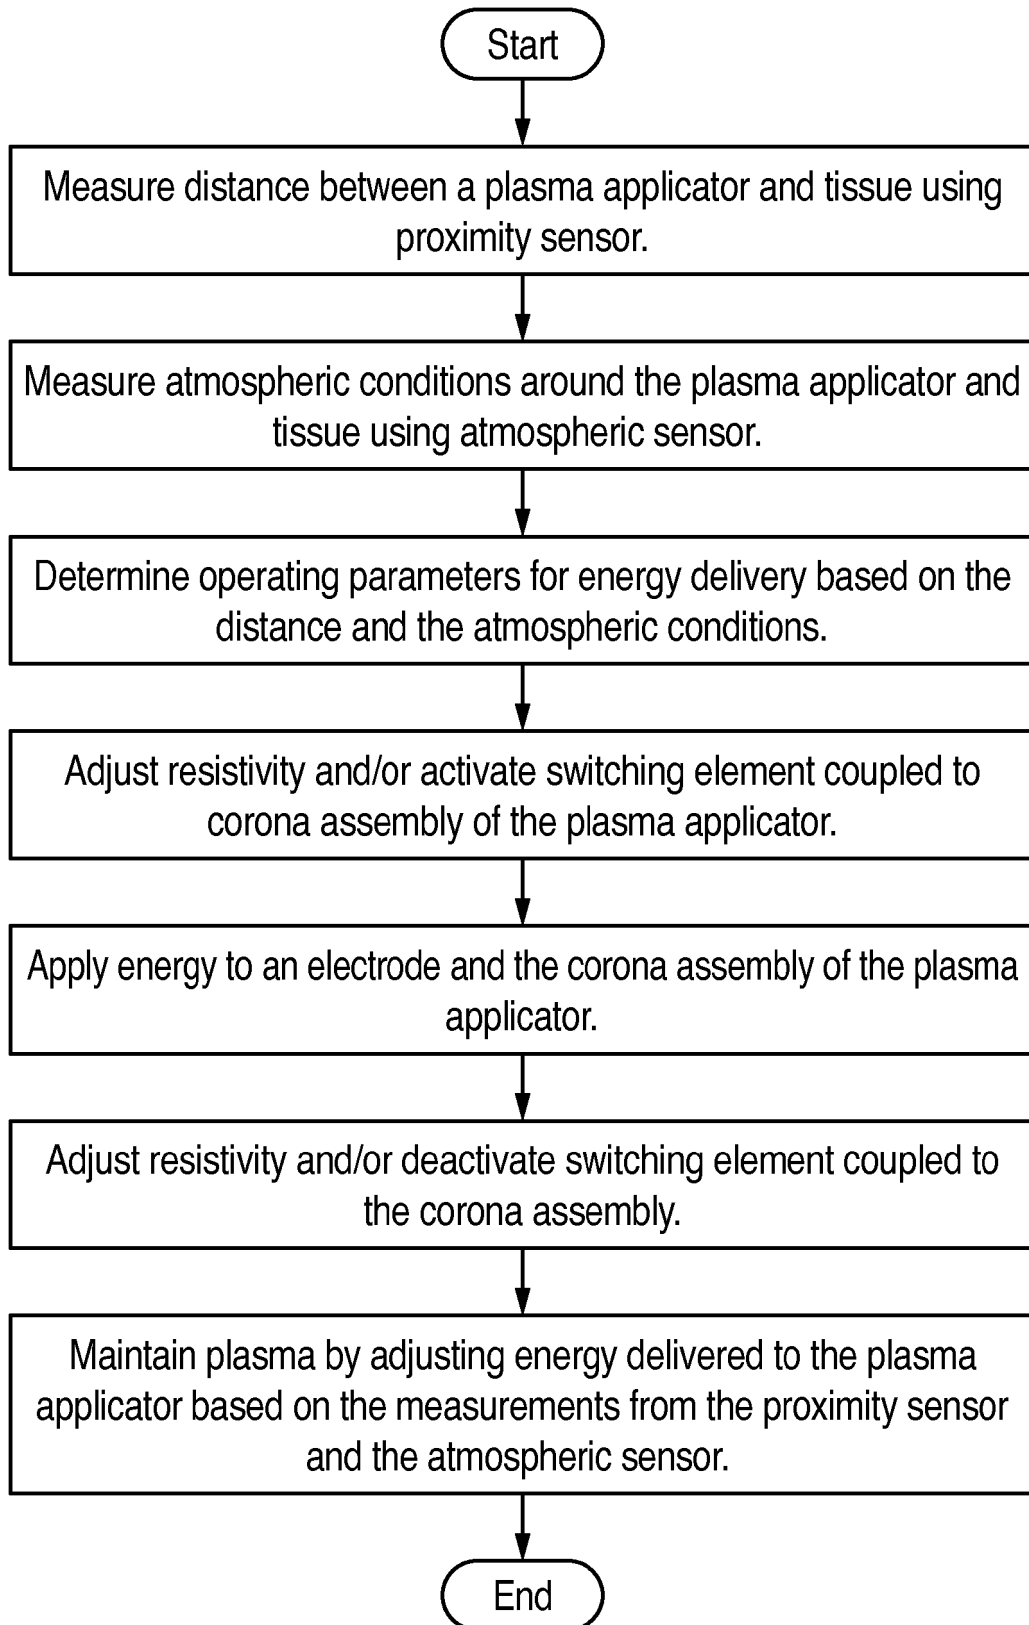 Start
Measure distance between a plasma applicator and tissue using
proximity sensor.
Measure atmospheric conditions around the plasma applicator and
tissue using atmospheric sensor.
Determine operating parameters for energy delivery based on the
distance and the atmospheric conditions.
Adjust resistivity and/or activate switching element coupled to
corona assembly of the plasma applicator.
Apply energy to an electrode and the corona assembly of the plasma
applicator.
Adjust resistivity and/or deactivate switching element coupled to
the corona assembly.
Maintain plasma by adjusting energy delivered to the plasma
applicator based on the measurements from the proximity sensor
and the atmospheric sensor.
End